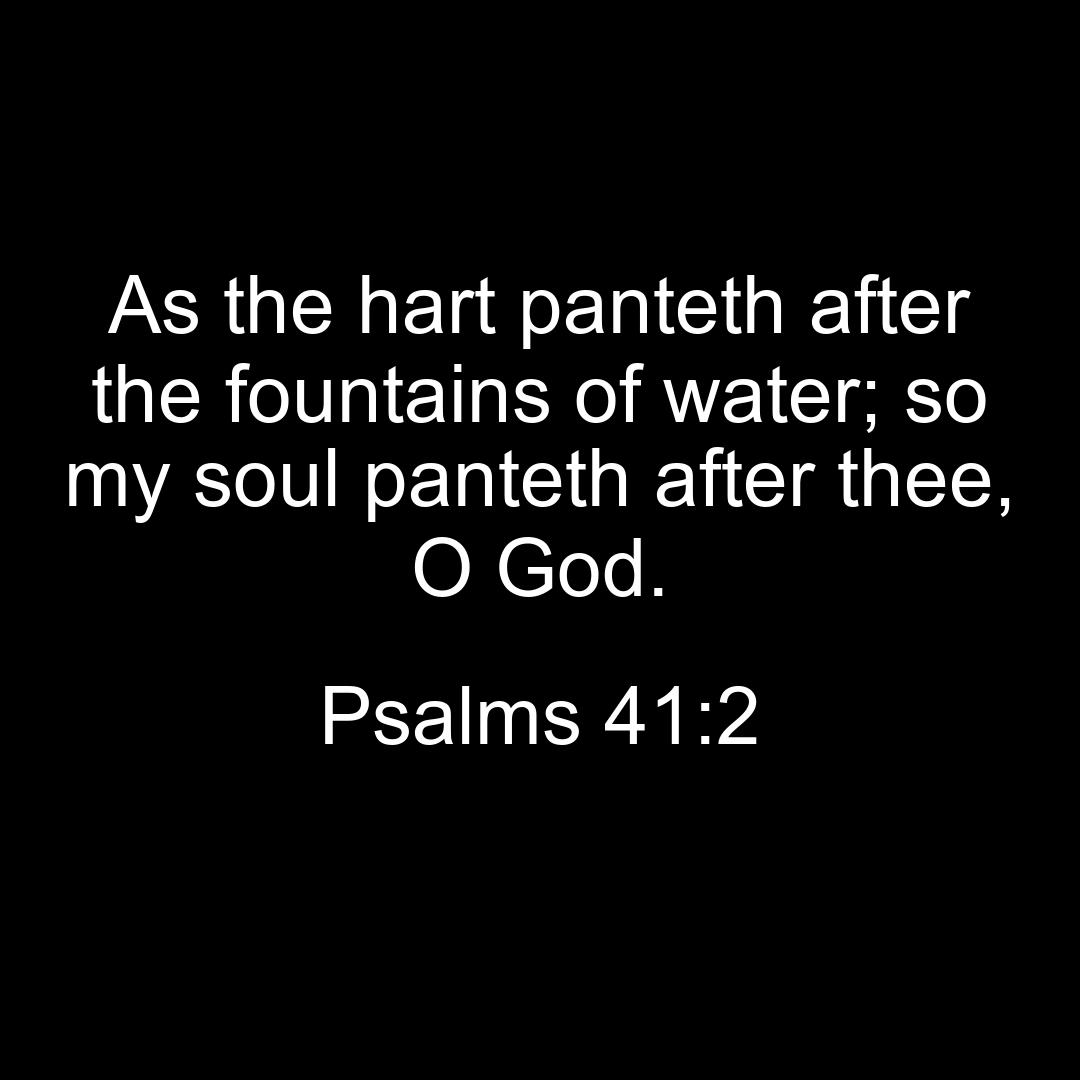 As the hart panteth after
the fountains of water; so
my soul panteth after thee,
O God.
Psalms 41:2